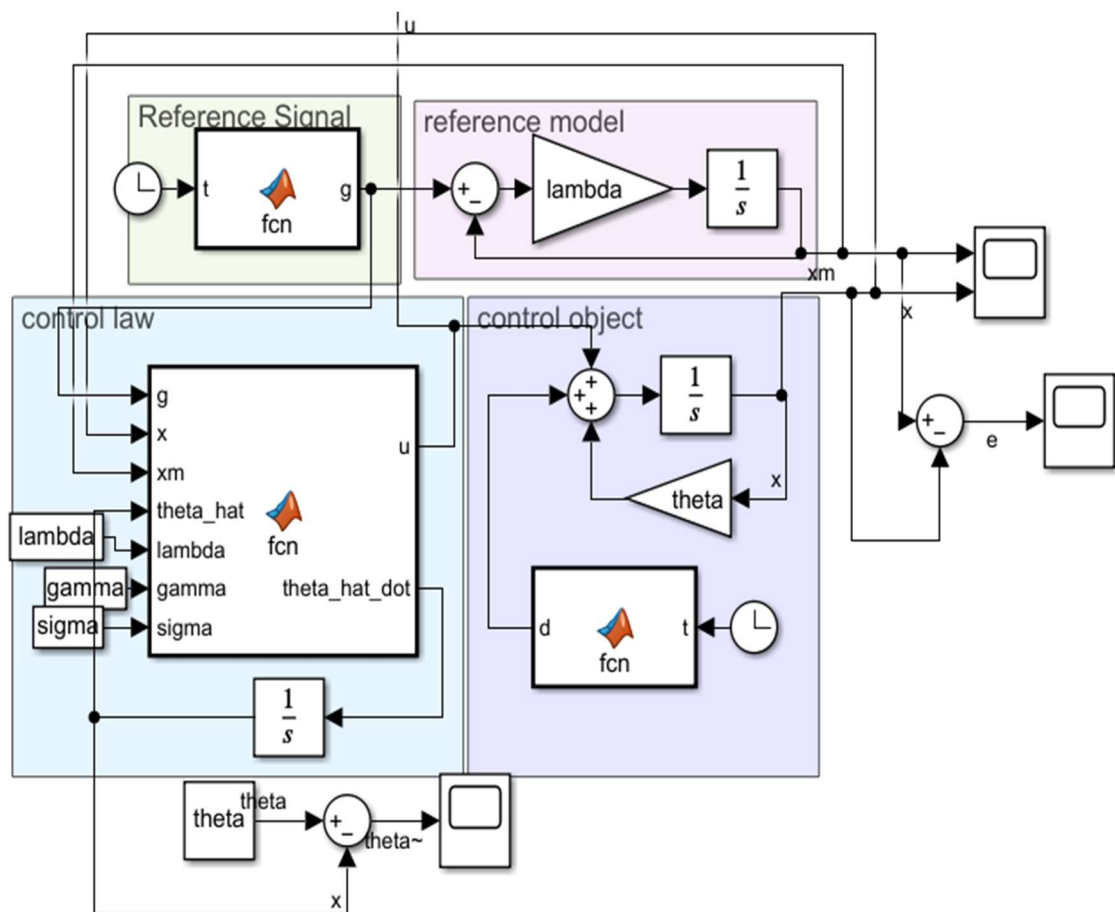 u
Reference Signal
reference model
t
g
fcn
+
-
lambda
1
s
xm
x
control law
control object
g
x
xm
theta_hat
lambda
gamma
sigma
u
theta_hat_dot
fcn
lambda
gamma
sigma
1
s
+
+
+
1
s
x
theta
d
t
fcn
+
-
e
theta
theta
+
-
theta~
x